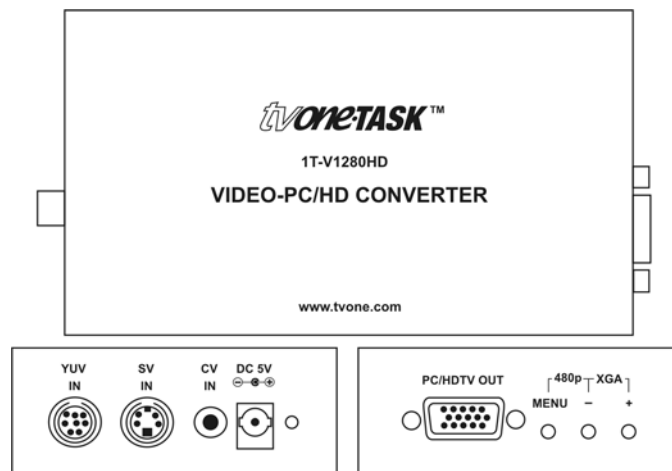 tvone-TASK™
1T-V1280HD
VIDEO-PC/HD CONVERTER
www.tvone.com
YUV IN
SV IN
CV IN
DC 5V
PC/HDTV OUT
480p XGA
MENU − +